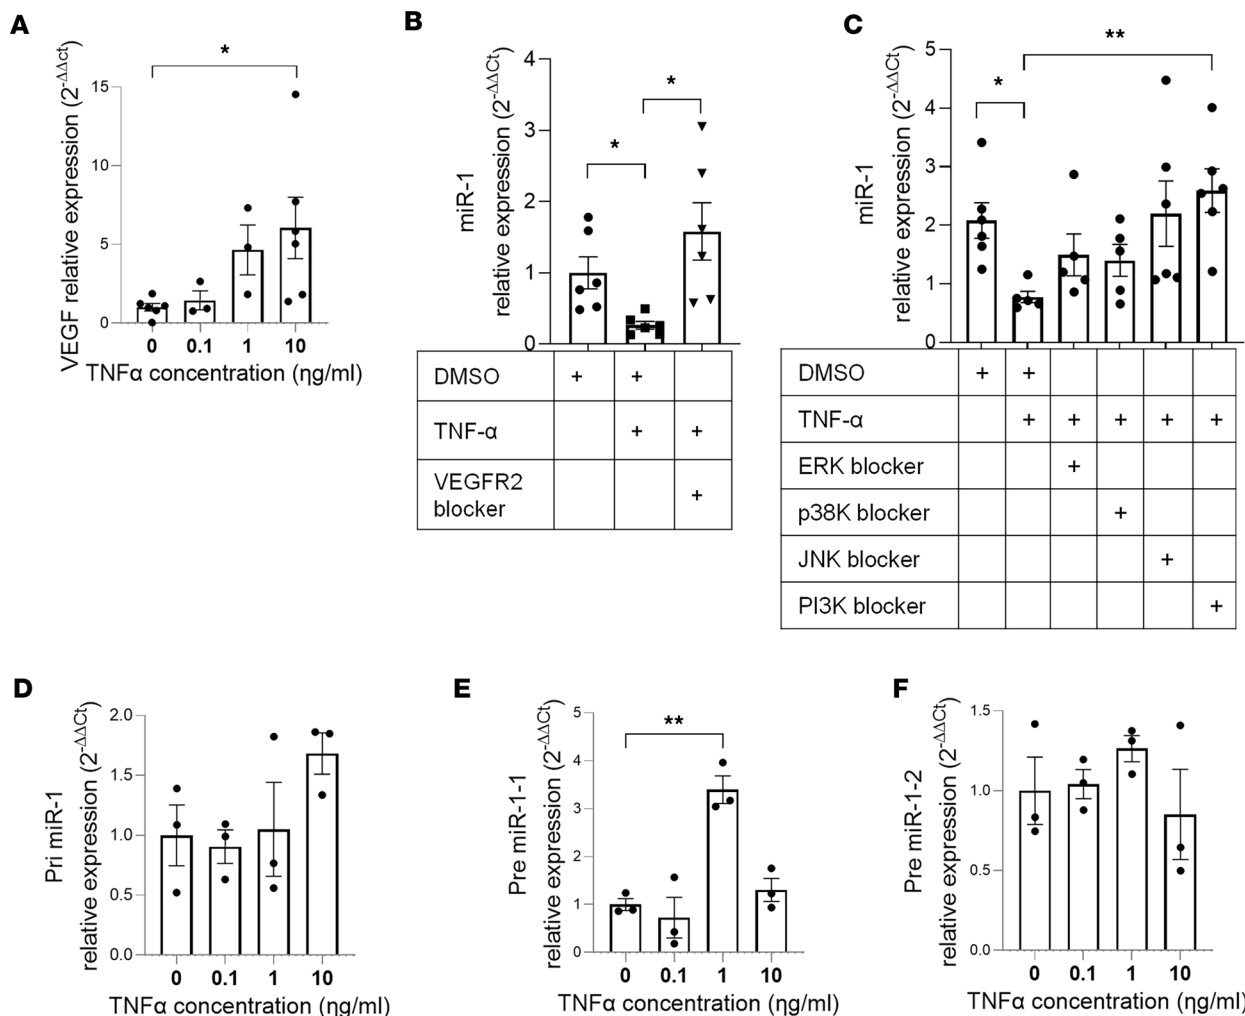 A
VEGF relative expression (2-ΔΔct)
15
10
5
0
*
0 0.1 1 10
TNFα concentration (ηg/ml)
B
miR-1
relative expression (2-ΔΔCt)
4
3
2
1
0
*
*
DMSO + +
TNF-α + +
VEGFR2
blocker +
C
miR-1
relative expression (2-ΔΔCt)
5
4
3
2
1
0
*
**
DMSO + +
TNF-α + + + + +
ERK blocker +
p38K blocker +
JNK blocker +
PI3K blocker +
D
Pri miR-1
relative expression (2-ΔΔCt)
2.0
1.5
1.0
0.5
0.0
0 0.1 1 10
TNFα concentration (ηg/ml)
E
Pre miR-1-1
relative expression (2-ΔΔCt)
5
4
3
2
1
0
**
0 0.1 1 10
TNFα concentration (ηg/ml)
F
Pre miR-1-2
relative expression (2-ΔΔCt)
1.5
1.0
0.5
0.0
0 0.1 1 10
TNFα concentration (ηg/ml)